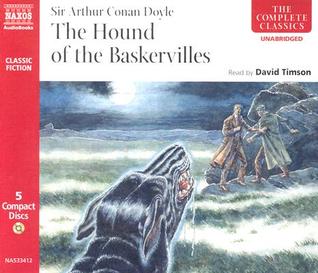 MUSIC
NAXOS
AudioBooks
Sir Arthur Conan Doyle
The Hound
of the Baskervilles
THE
COMPLETE
CLASSICS
UNABRIDGED
Read by David Timson
CLASSIC
FICTION
5
Compact
Discs
NA533412